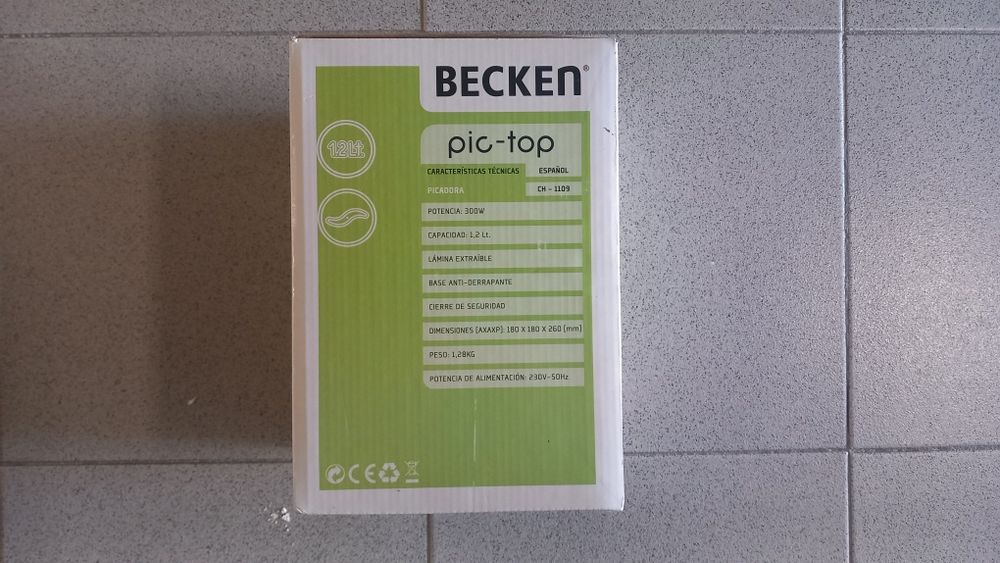 BECKEN®
1.2Lt.
pic-top
CARACTERÍSTICAS TÉCNICAS ESPAÑOL
PICADORA CH - 1109
POTENCIA: 300W
CAPACIDAD: 1,2 Lt.
LÁMINA EXTRAÍBLE
BASE ANTI-DERRAPANTE
CIERRE DE SEGURIDAD
DIMENSIONES (AXAXP): 180 X 180 X 260 (mm)
PESO: 1,28KG
POTENCIA DE ALIMENTACIÓN: 230V-50Hz
CE